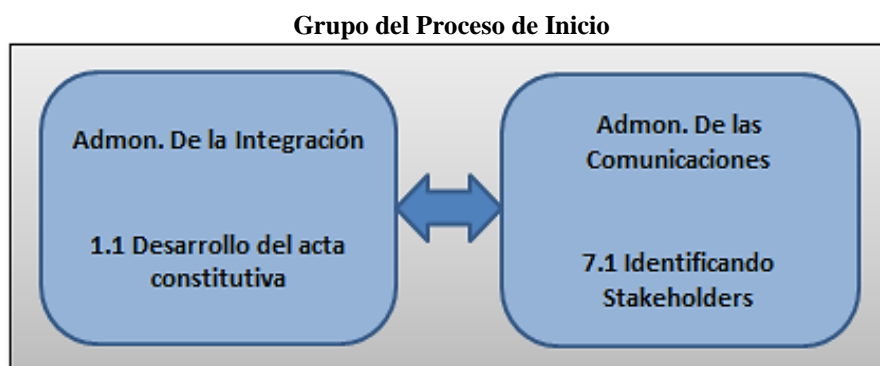 Grupo del Proceso de Inicio
Admon. De la Integración
1.1 Desarrollo del acta
constitutiva
Admon. De las
Comunicaciones
7.1 Identificando
Stakeholders